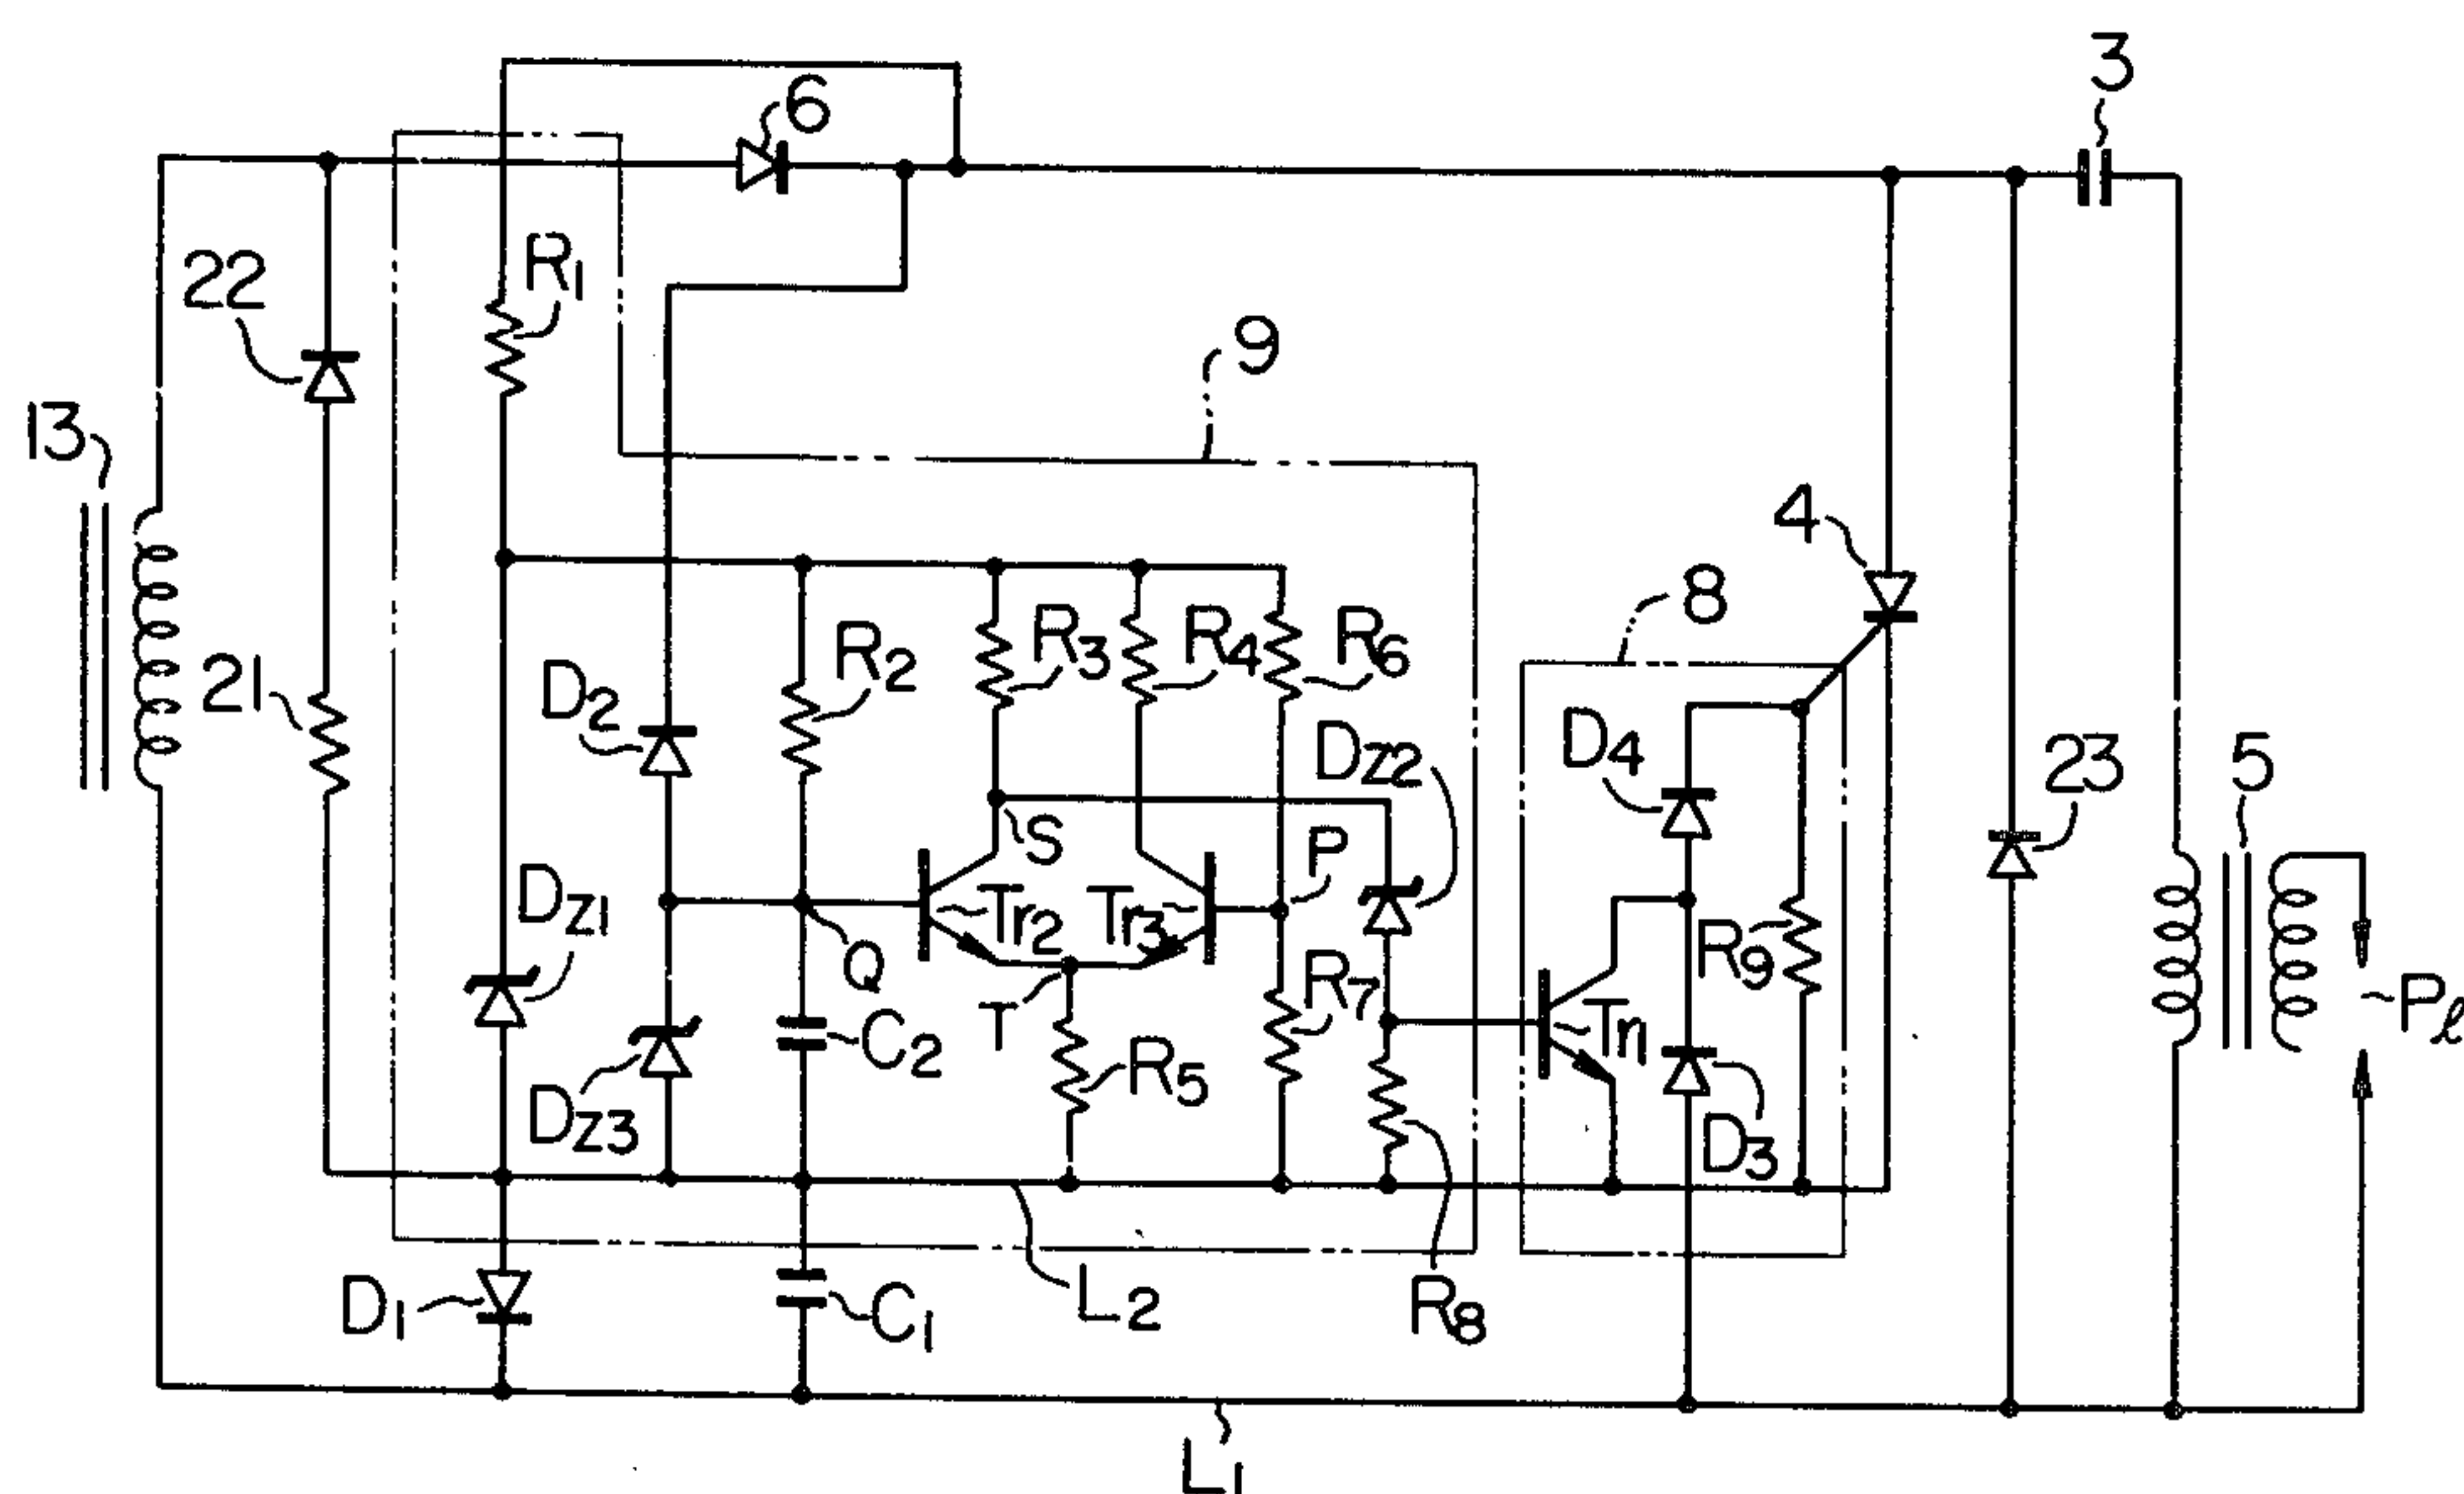 3
6
R1
22
9
13
4
8
R2
R3
R4
R6
D2
21
DZ2
D4
23
5
S
P
DZ1
Tr2
Tr3
R9
Q
R7
T
C2
Tr1
Pℓ
R5
DZ3
D3
D1
C1
L2
R8
L1